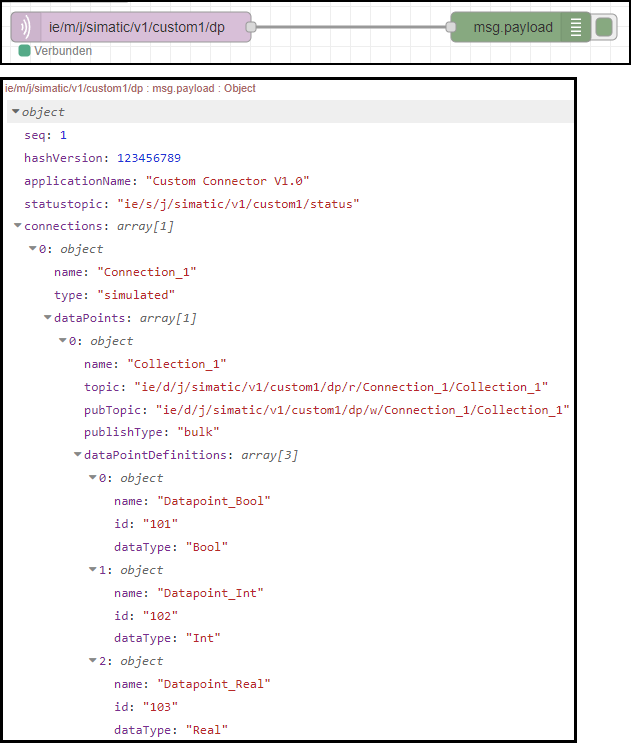 ie/m/j/simatic/v1/custom1/dp
msg.payload
Verbunden
ie/m/j/simatic/v1/custom1/dp : msg.payload : Object
object
seq: 1
hashVersion: 123456789
applicationName: "Custom Connector V1.0"
statustopic: "ie/s/j/simatic/v1/custom1/status"
connections: array[1]
0: object
name: "Connection_1"
type: "simulated"
dataPoints: array[1]
0: object
name: "Collection_1"
topic: "ie/d/j/simatic/v1/custom1/dp/r/Connection_1/Collection_1"
pubTopic: "ie/d/j/simatic/v1/custom1/dp/w/Connection_1/Collection_1"
publishType: "bulk"
dataPointDefinitions: array[3]
0: object
name: "Datapoint_Bool"
id: "101"
dataType: "Bool"
1: object
name: "Datapoint_Int"
id: "102"
dataType: "Int"
2: object
name: "Datapoint_Real"
id: "103"
dataType: "Real"